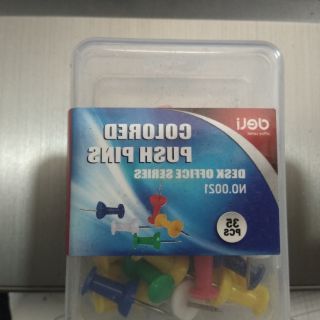 deli
COLORED
PUSH PINS
DESK OFFICE SERIES
NO.0021
35
PCS